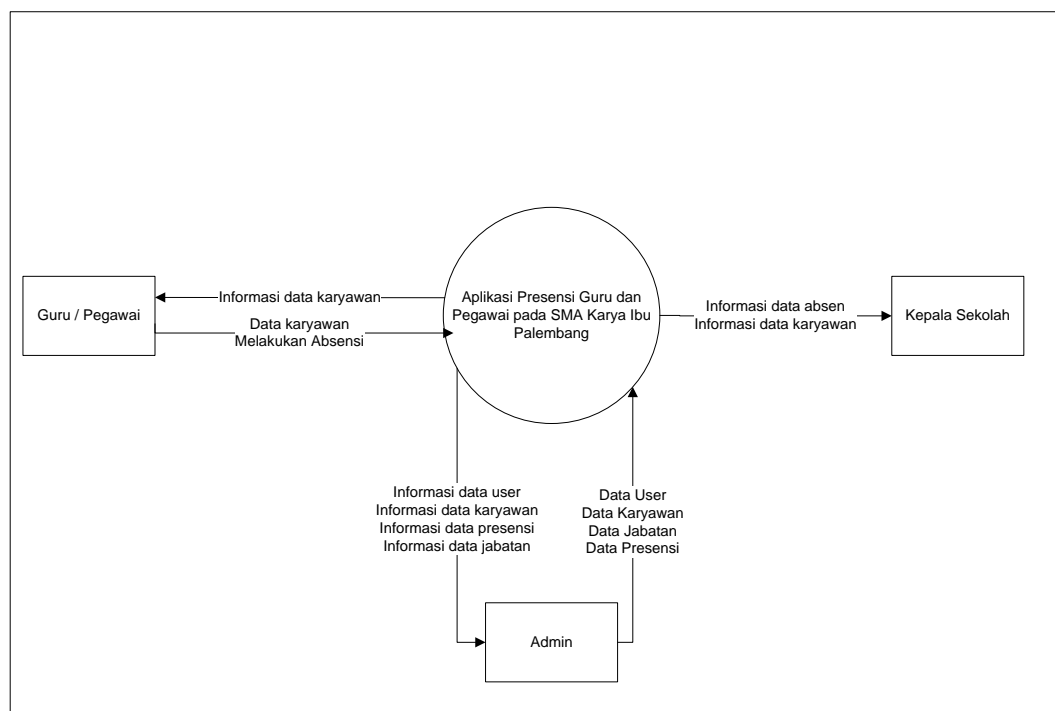 Aplikasi Presensi Guru dan
Pegawai pada SMA Karya Ibu
Palembang
Guru / Pegawai
Informasi data karyawan
Data karyawan
Melakukan Absensi
Informasi data absen
Informasi data karyawan
Kepala Sekolah
Informasi data user
Informasi data karyawan
Informasi data presensi
Informasi data jabatan
Data User
Data Karyawan
Data Jabatan
Data Presensi
Admin